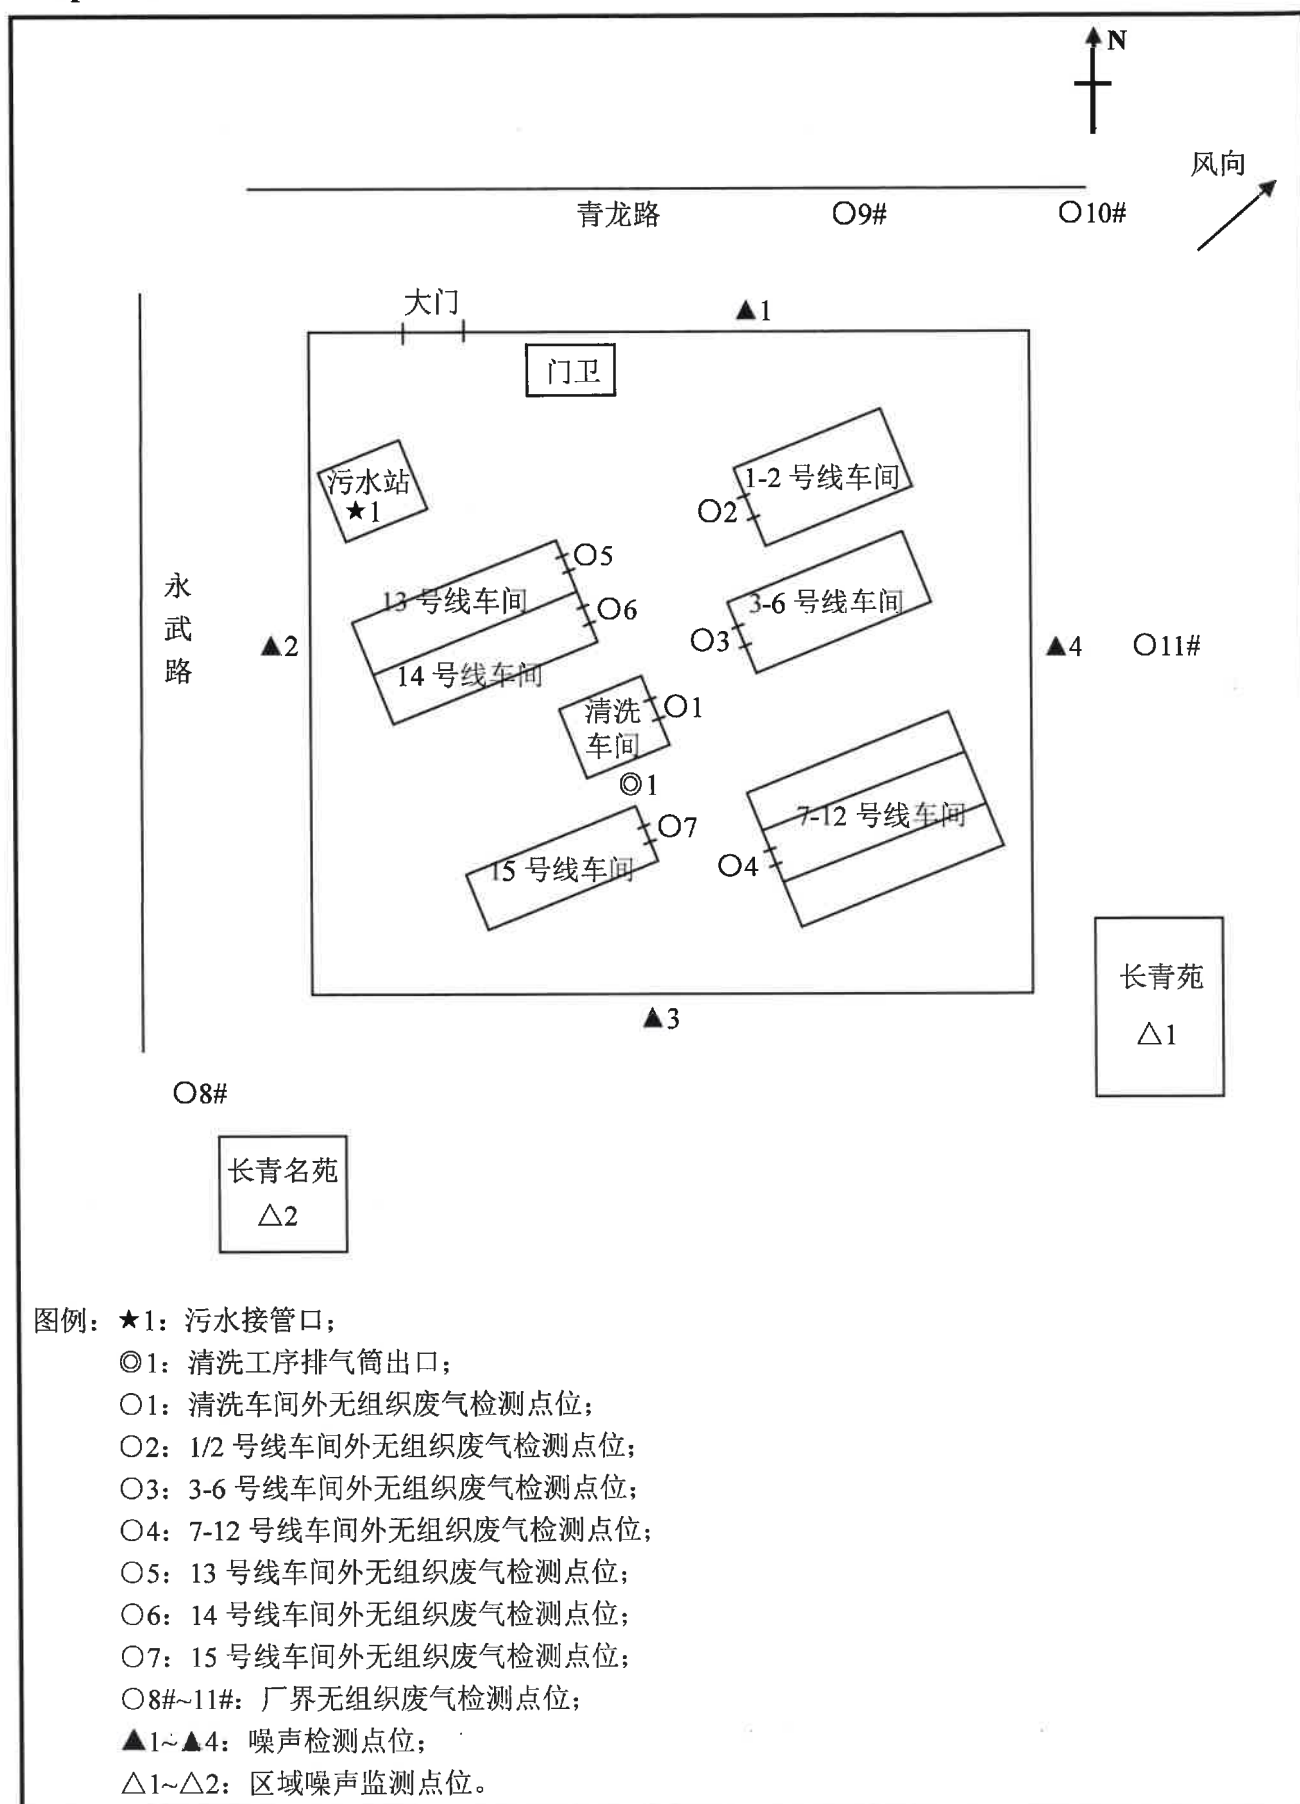 N
风向
青龙路
○9#
○10#
大门
▲1
门卫
1-2 号线车间
污水站
★1
○2
○5
13 号线车间
○6
3-6 号线车间
○3
永武路
▲2
▲4
○11#
14 号线车间
清洗
车间
○1
◎1
7-12 号线车间
○7
○4
15 号线车间
长青苑
△1
▲3
○8#
长青名苑
△2
图例：★1：污水接管口；
◎1：清洗工序排气筒出口；
○1：清洗车间外无组织废气检测点位；
○2：1/2 号线车间外无组织废气检测点位；
○3：3-6 号线车间外无组织废气检测点位；
○4：7-12 号线车间外无组织废气检测点位；
○5：13 号线车间外无组织废气检测点位；
○6：14 号线车间外无组织废气检测点位；
○7：15 号线车间外无组织废气检测点位；
○8#~11#：厂界无组织废气检测点位；
▲1~▲4：噪声检测点位；
△1~△2：区域噪声监测点位。